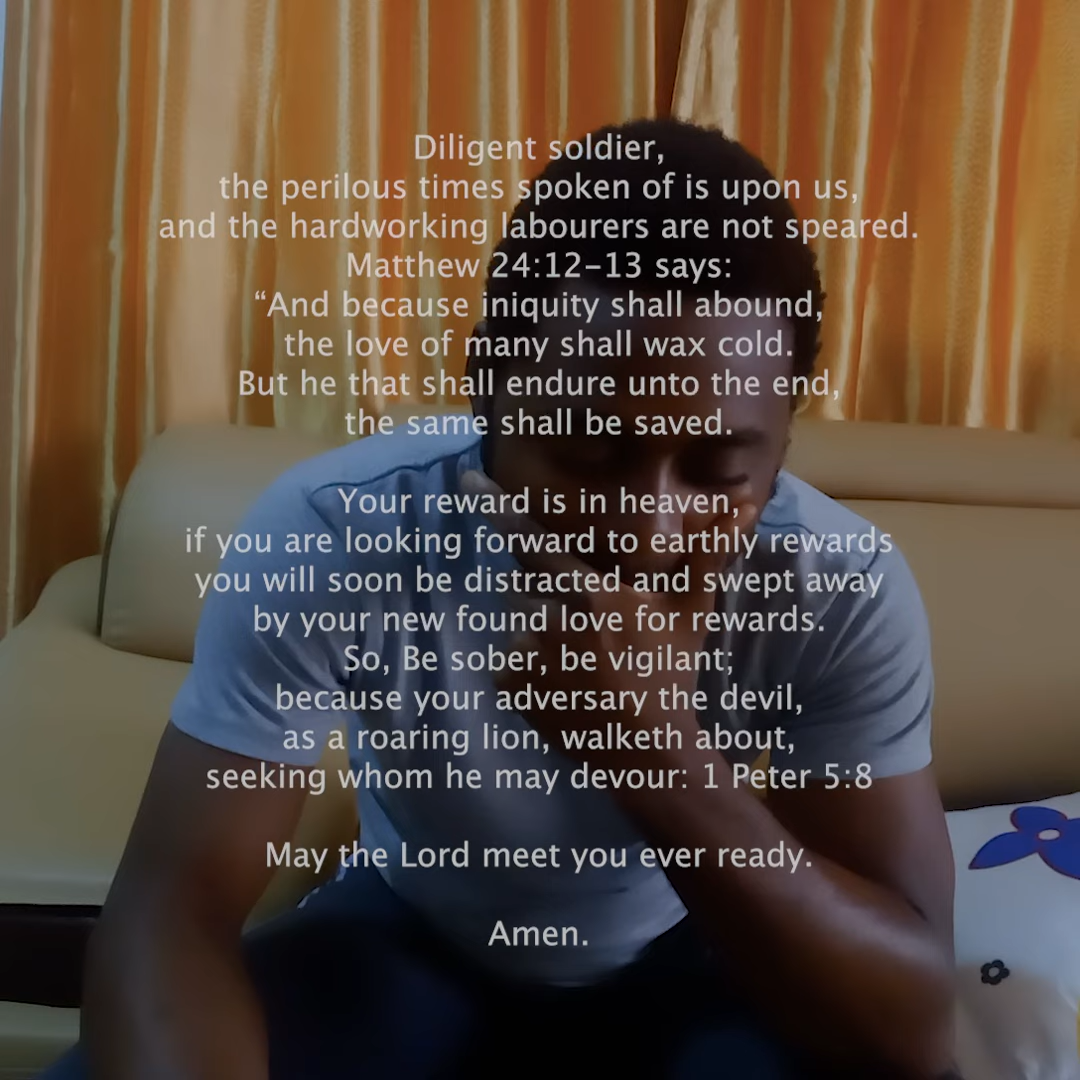 Diligent soldier,
the perilous times spoken of is upon us,
and the hardworking labourers are not speared.
Matthew 24:12–13 says:
“And because iniquity shall abound,
the love of many shall wax cold.
But he that shall endure unto the end,
the same shall be saved.
Your reward is in heaven,
if you are looking forward to earthly rewards
you will soon be distracted and swept away
by your new found love for rewards.
So, Be sober, be vigilant;
because your adversary the devil,
as a roaring lion, walketh about,
seeking whom he may devour: 1 Peter 5:8
May the Lord meet you ever ready.
Amen.